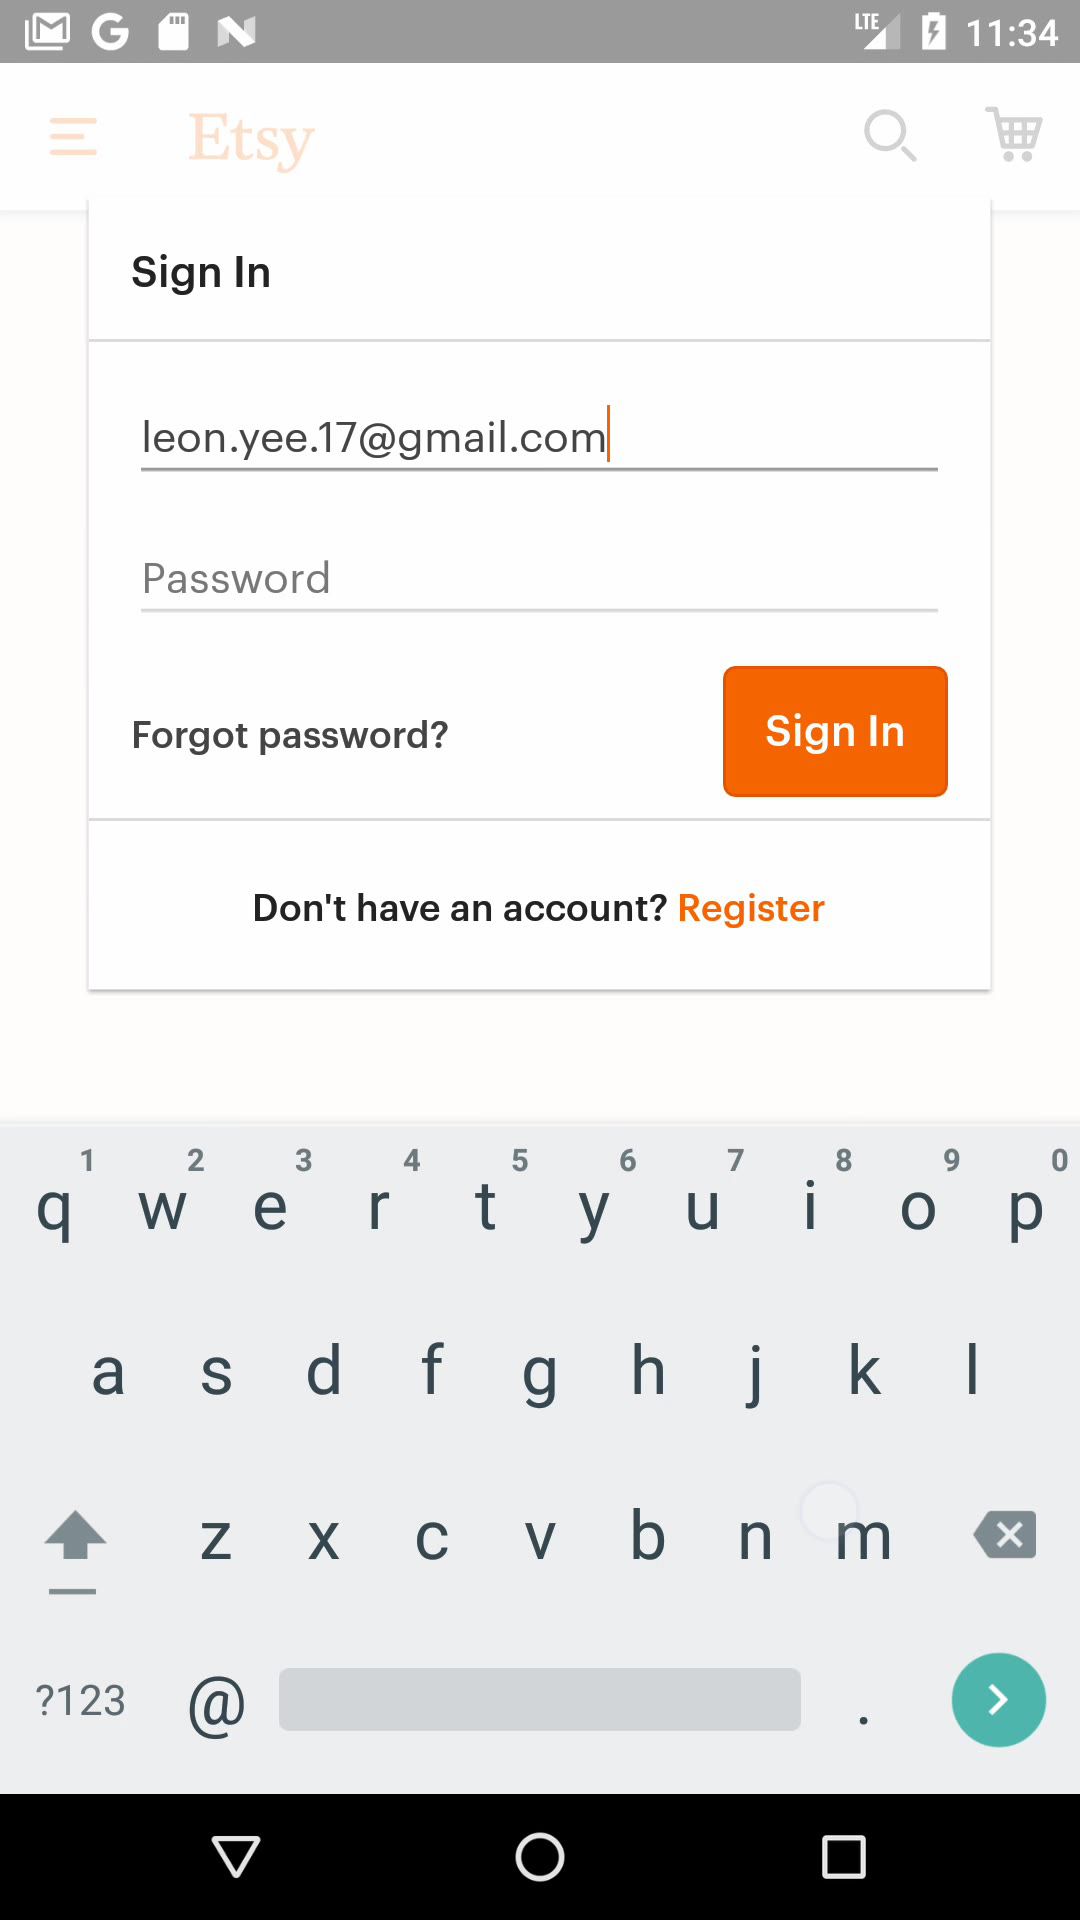 LTE 11:34
Etsy
Sign In
leon.yee.17@gmail.com
Password
Forgot password? Sign In
Don't have an account? Register
1 2 3 4 5 6 7 8 9 0
q w e r t y u i o p
a s d f g h j k l
z x c v b n m
?123 @ .